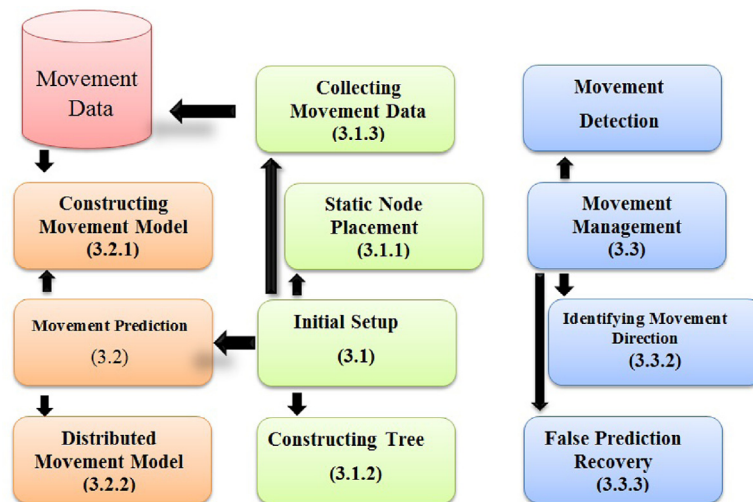 Movement
Data
Collecting
Movement Data
(3.1.3)
Movement
Detection
Constructing
Movement Model
(3.2.1)
Static Node
Placement
(3.1.1)
Movement
Management
(3.3)
Movement Prediction
(3.2)
Initial Setup
(3.1)
Identifying Movement
Direction
(3.3.2)
Distributed
Movement Model
(3.2.2)
Constructing Tree
(3.1.2)
False Prediction
Recovery
(3.3.3)